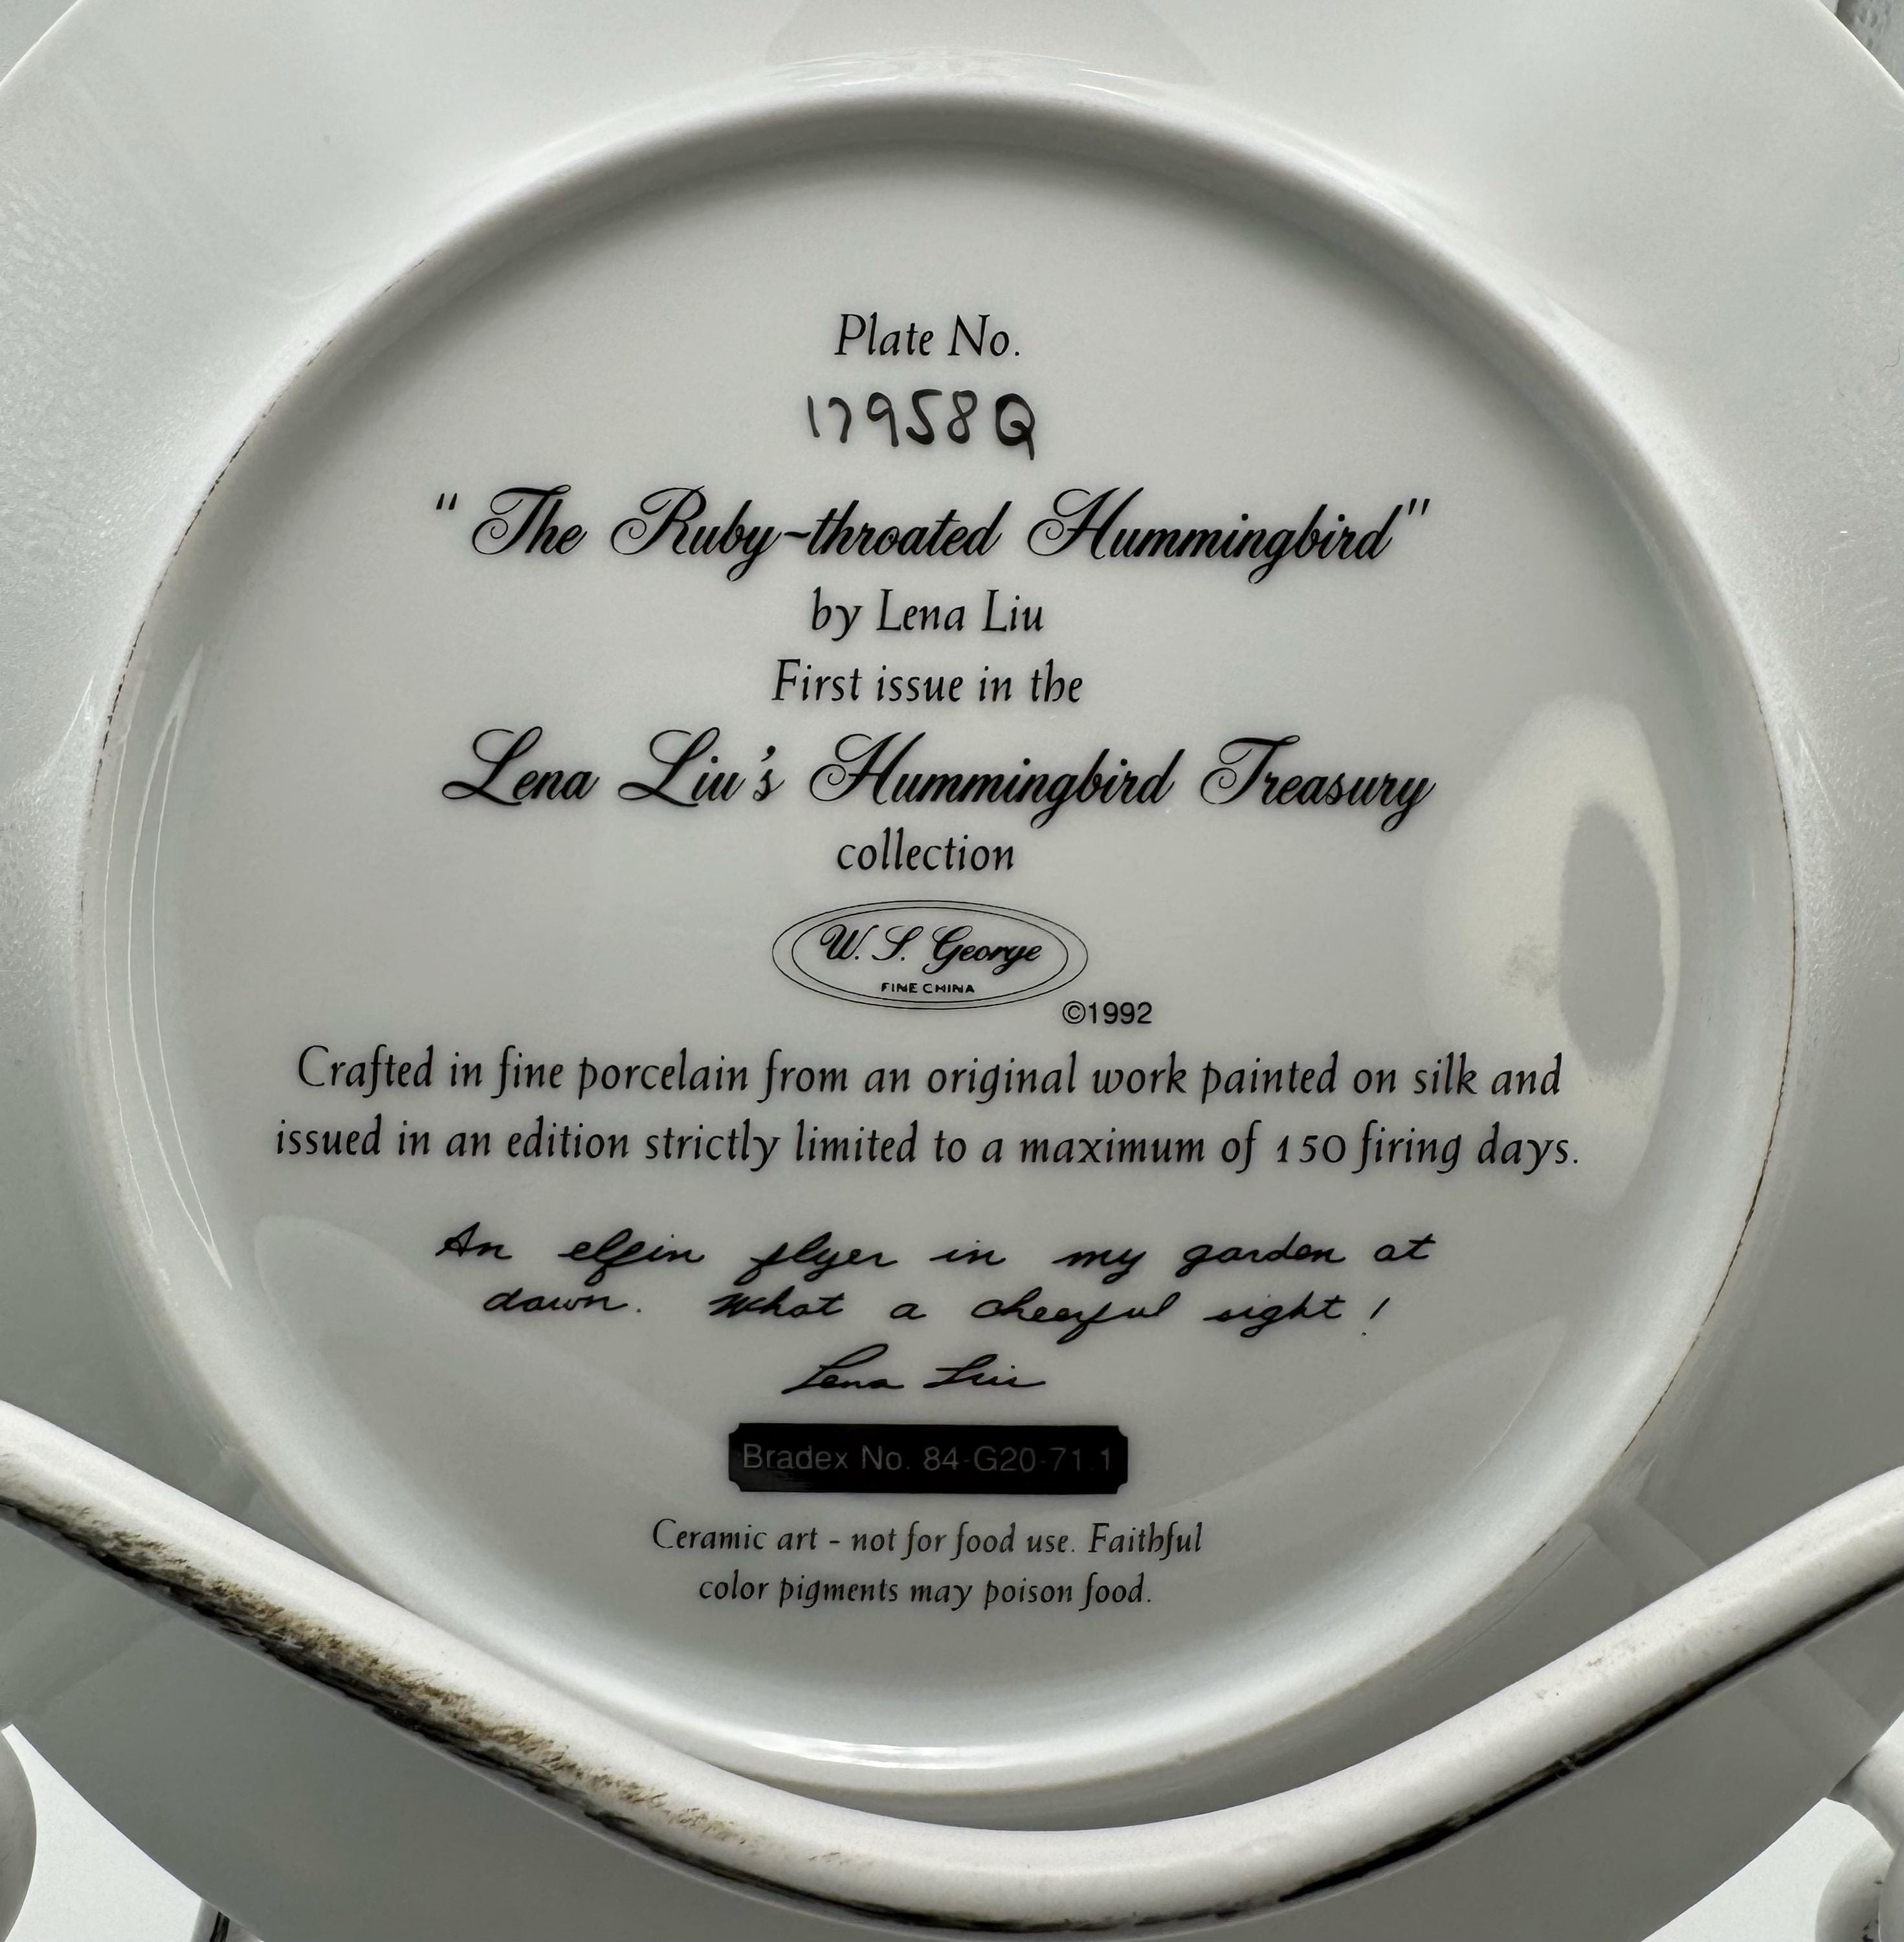 Plate No.
17958Q
"The Ruby-throated Hummingbird"
by Lena Liu
First issue in the
Lena Liu's Hummingbird Treasury
collection
W. S. George
FINE CHINA
©1992
Crafted in fine porcelain from an original work painted on silk and
issued in an edition strictly limited to a maximum of 150 firing days.
An elfin flyer in my garden at
dawn. What a cheerful sight!
Lena Liu
Bradex No. 84-G20-71.1
Ceramic art - not for food use. Faithful
color pigments may poison food.